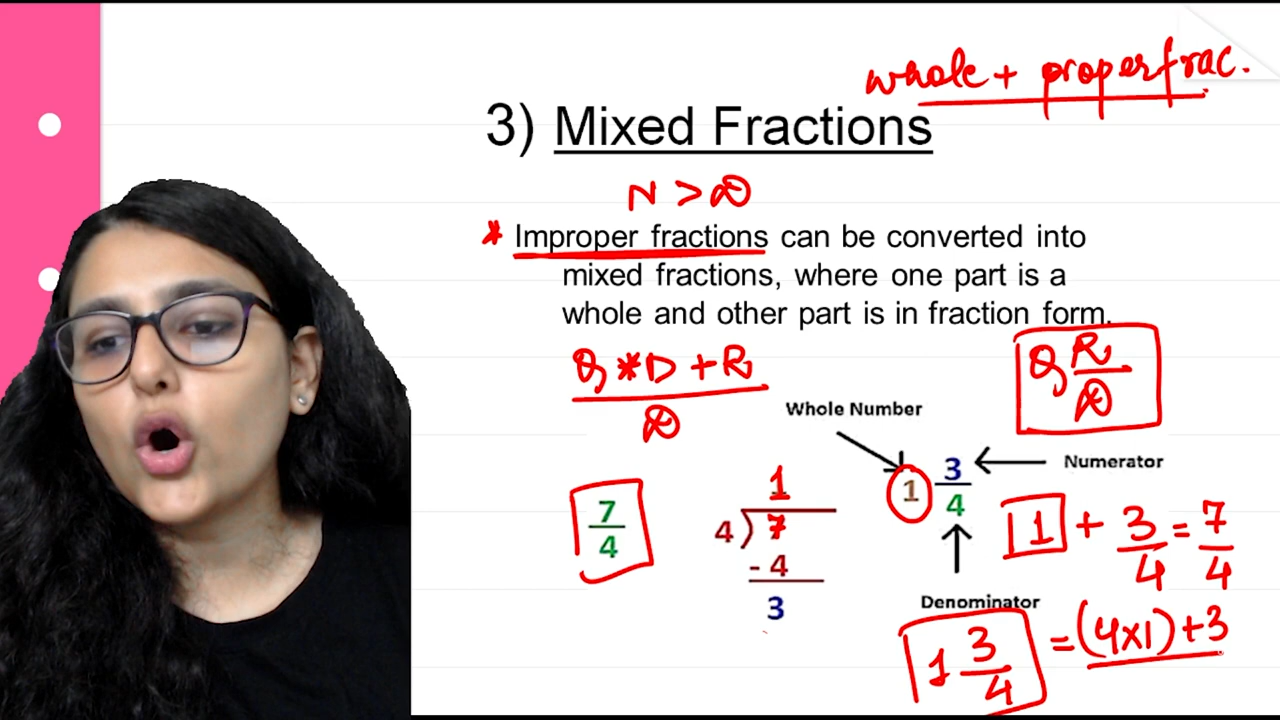 whole + proper frac.
3) Mixed Fractions
N > D
* Improper fractions can be converted into
mixed fractions, where one part is a
whole and other part is in fraction form.
Q * D + R
D
Q R/D
Whole Number
1 3/4
Numerator
Denominator
7/4
1
4) 7
- 4
3
1 + 3/4 = 7/4
1 3/4 = (4x1)+3